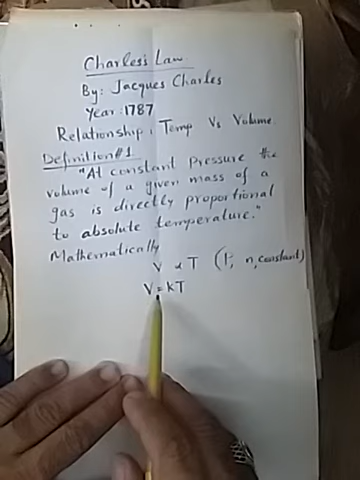 Charles's Law.
By: Jacques Charles
Year: 1787
Relationship: Temp Vs Volume.
Definition #1
"At constant pressure the
volume of a given mass of a
gas is directly proportional
to absolute temperature."
Mathematically
V ∝ T (P, n, constant)
V = KT